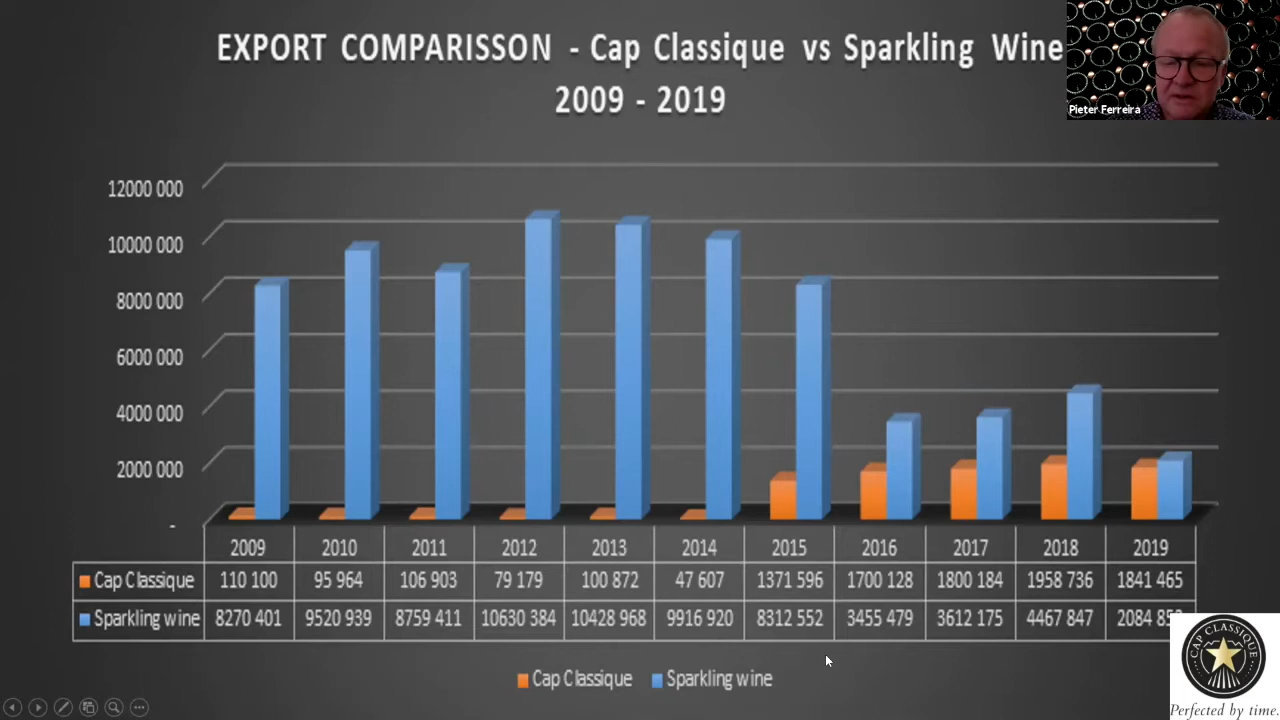 EXPORT COMPARISSON - Cap Classique vs Sparkling Wine
2009 - 2019
Pieter Ferreira
12000 000
10000 000
8000 000
6000 000
4000 000
2000 000
-
2009 2010 2011 2012 2013 2014 2015 2016 2017 2018 2019
Cap Classique 110 100 95 964 106 903 79 179 100 872 47 607 1371 596 1700 128 1800 184 1958 736 1841 465
Sparkling wine 8270 401 9520 939 8759 411 10630 384 10428 968 9916 920 8312 552 3455 479 3612 175 4467 847 2084
Cap Classique Sparkling wine
CAP CLASSIQUE
Perfected by time.